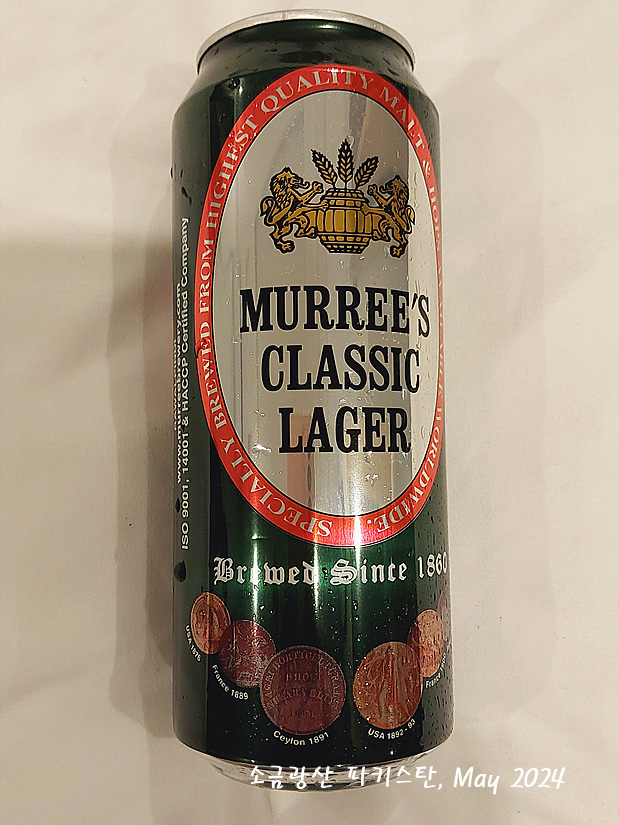 SPECIALLY BREWED FROM HIGHEST QUALITY MALT & HOPS WORLDWIDE.
MURREE'S
CLASSIC
LAGER
www.murreebrewery.com
ISO 9001, 14001 & HACCP Certified Company
Brewed Since 1860
USA 1876
France 1889
Ceylon 1891
USA 1892-93
France
소금광산 파키스탄, May 2024